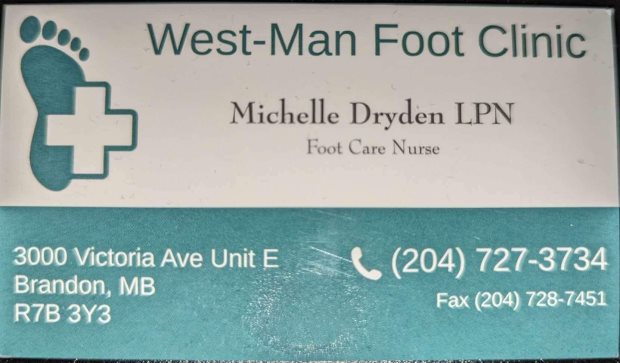 West-Man Foot Clinic
Michelle Dryden LPN
Foot Care Nurse
3000 Victoria Ave Unit E
Brandon, MB
R7B 3Y3
(204) 727-3734
Fax (204) 728-7451